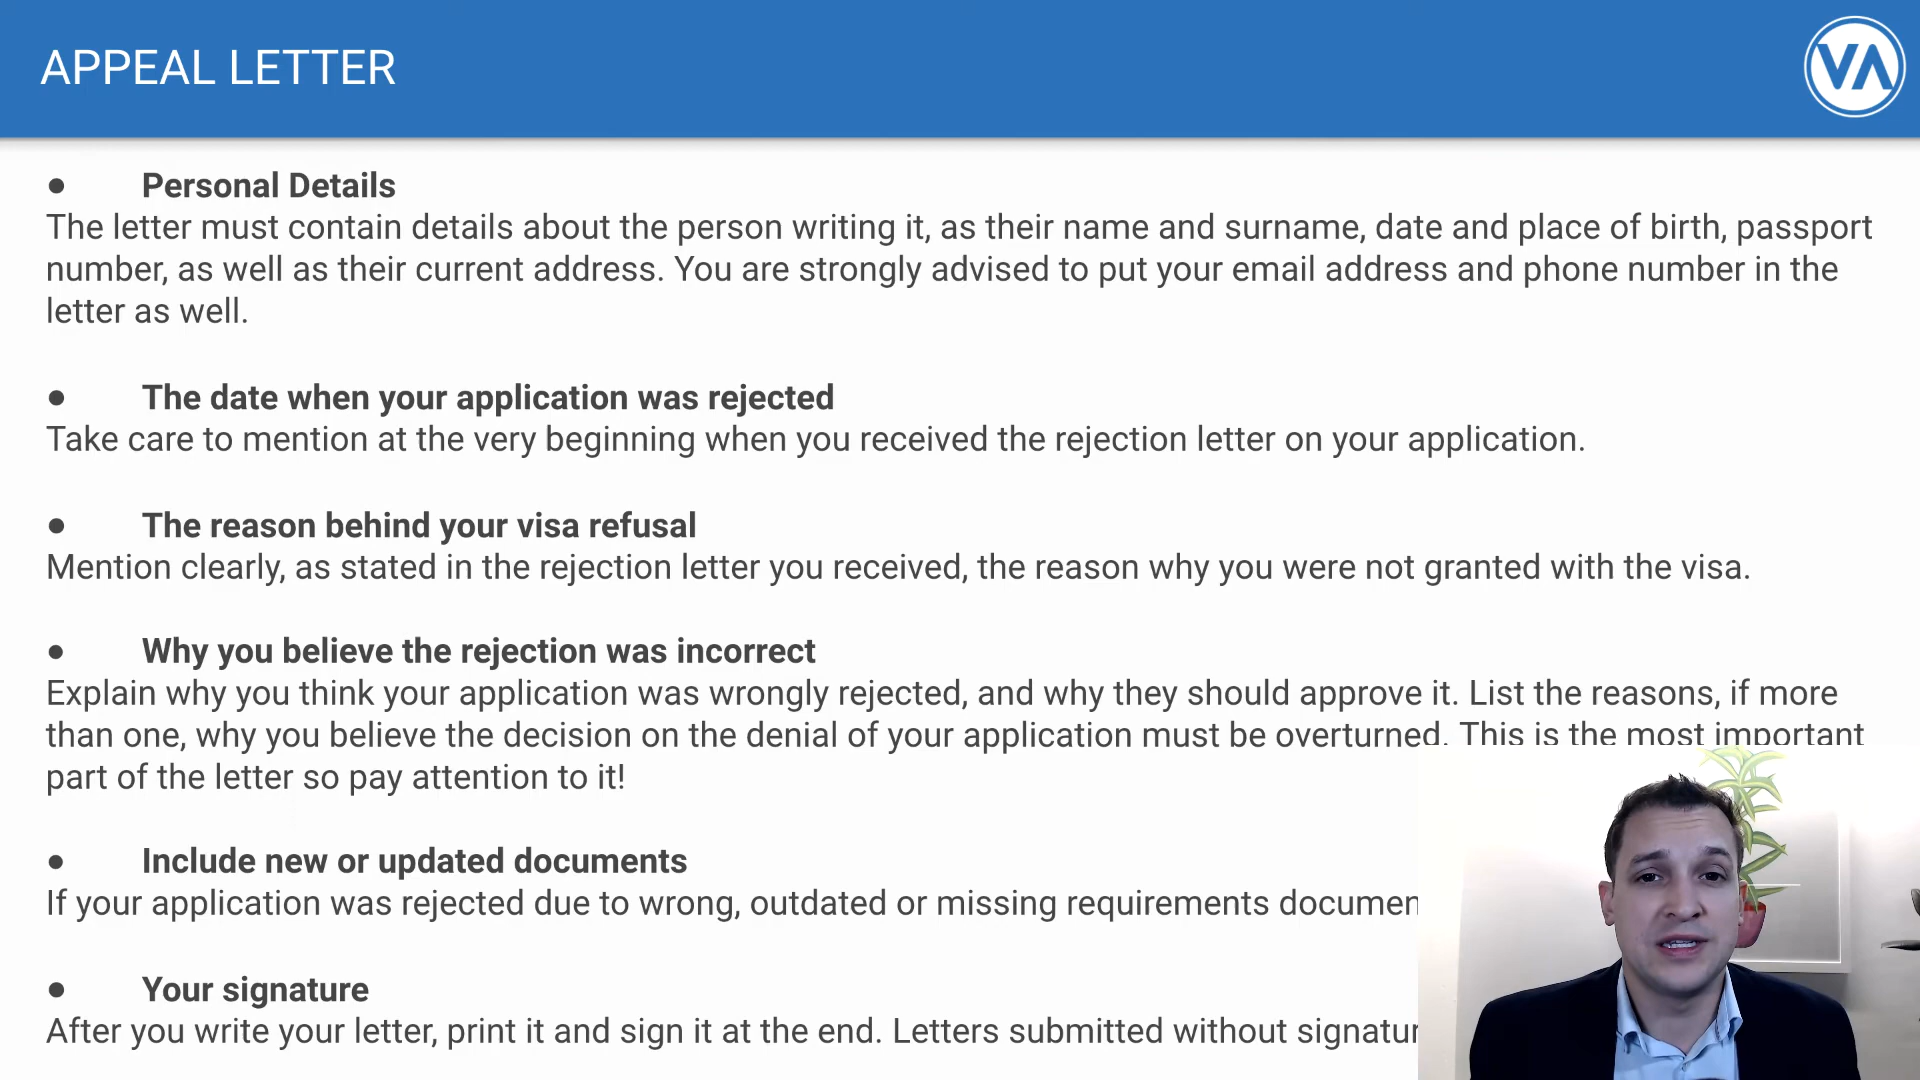 APPEAL LETTER
VA
● Personal Details
The letter must contain details about the person writing it, as their name and surname, date and place of birth, passport
number, as well as their current address. You are strongly advised to put your email address and phone number in the
letter as well.
● The date when your application was rejected
Take care to mention at the very beginning when you received the rejection letter on your application.
● The reason behind your visa refusal
Mention clearly, as stated in the rejection letter you received, the reason why you were not granted with the visa.
● Why you believe the rejection was incorrect
Explain why you think your application was wrongly rejected, and why they should approve it. List the reasons, if more
than one, why you believe the decision on the denial of your application must be overturned. This is the most important
part of the letter so pay attention to it!
● Include new or updated documents
If your application was rejected due to wrong, outdated or missing requirements
● Your signature
After you write your letter, print it and sign it at the end. Letters submitted without